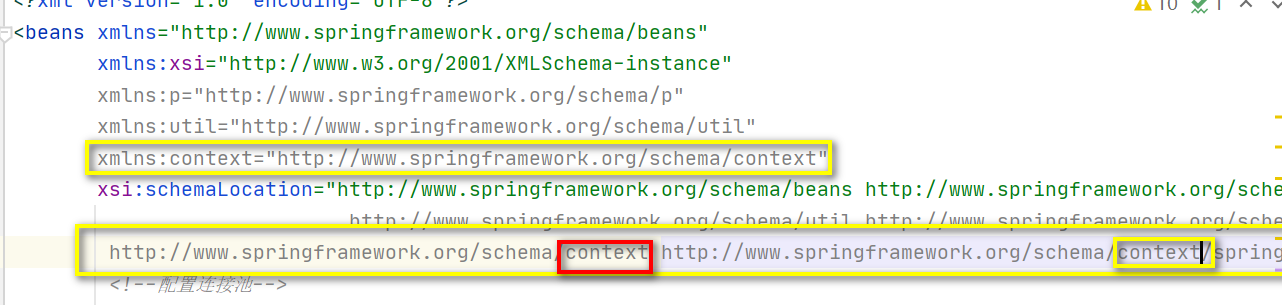 <?xml version="1.0" encoding="UTF-8"?>
10 1
<beans xmlns="http://www.springframework.org/schema/beans"
xmlns:xsi="http://www.w3.org/2001/XMLSchema-instance"
xmlns:p="http://www.springframework.org/schema/p"
xmlns:util="http://www.springframework.org/schema/util"
xmlns:context="http://www.springframework.org/schema/context"
xsi:schemaLocation="http://www.springframework.org/schema/beans http://www.springframework.org/sche
http://www.springframework.org/schema/util http://www.springframework.org/sche
http://www.springframework.org/schema/context http://www.springframework.org/schema/context/spring
<!--配置连接池-->